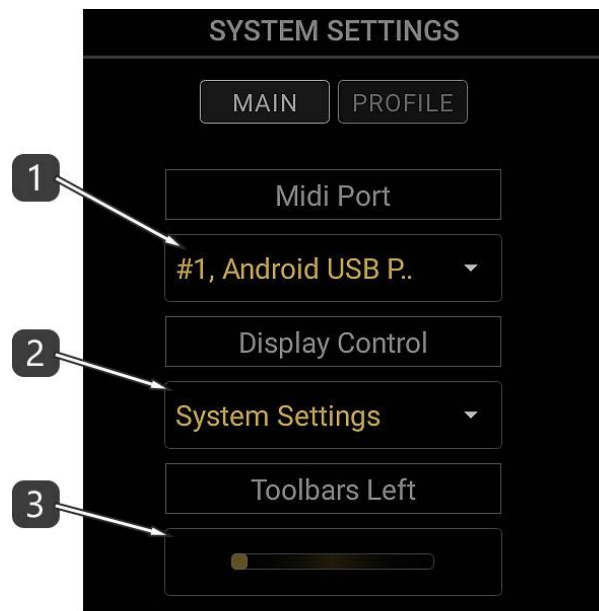 SYSTEM SETTINGS
MAIN PROFILE
1
Midi Port
#1, Android USB P..
2
Display Control
System Settings
3
Toolbars Left